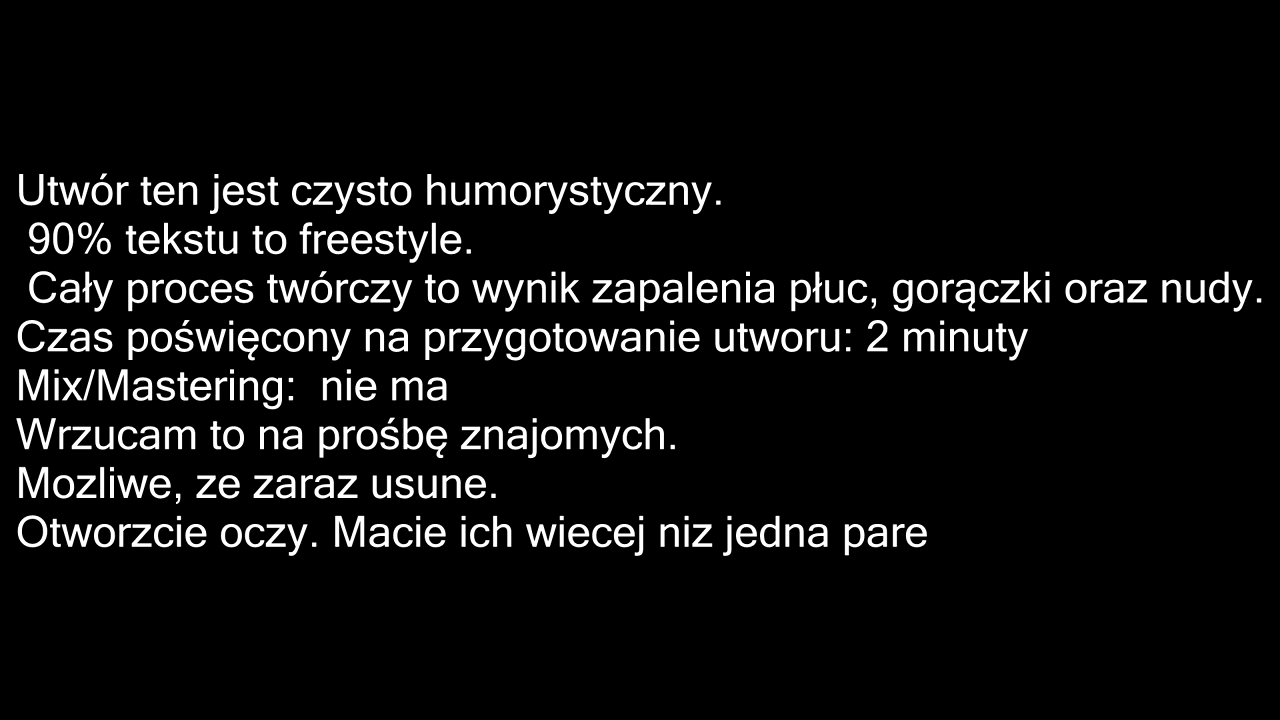 Utwór ten jest czysto humorystyczny.
90% tekstu to freestyle.
Cały proces twórczy to wynik zapalenia płuc, gorączki oraz nudy.
Czas poświęcony na przygotowanie utworu: 2 minuty
Mix/Mastering:  nie ma
Wrzucam to na prośbę znajomych.
Mozliwe, ze zaraz usune.
Otworzcie oczy. Macie ich wiecej niz jedna pare